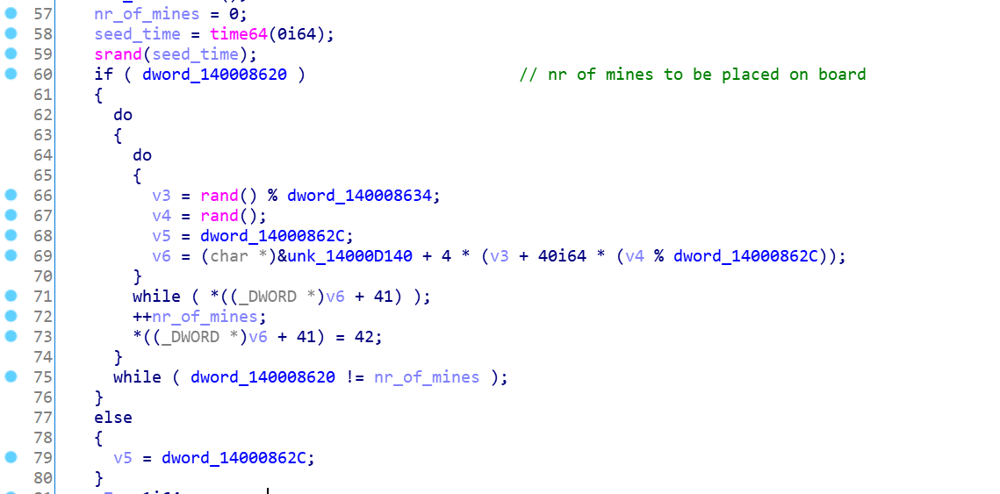 57 nr_of_mines = 0;
58 seed_time = time64(0i64);
59 srand(seed_time);
60 if ( dword_140008620 ) // nr of mines to be placed on board
61 {
62 do
63 {
64 do
65 {
66 v3 = rand() % dword_140008634;
67 v4 = rand();
68 v5 = dword_14000862C;
69 v6 = (char *)&unk_14000D140 + 4 * (v3 + 40i64 * (v4 % dword_14000862C));
70 }
71 while ( *((_DWORD *)v6 + 41) );
72 ++nr_of_mines;
73 *((_DWORD *)v6 + 41) = 42;
74 }
75 while ( dword_140008620 != nr_of_mines );
76 }
77 else
78 {
79 v5 = dword_14000862C;
80 }